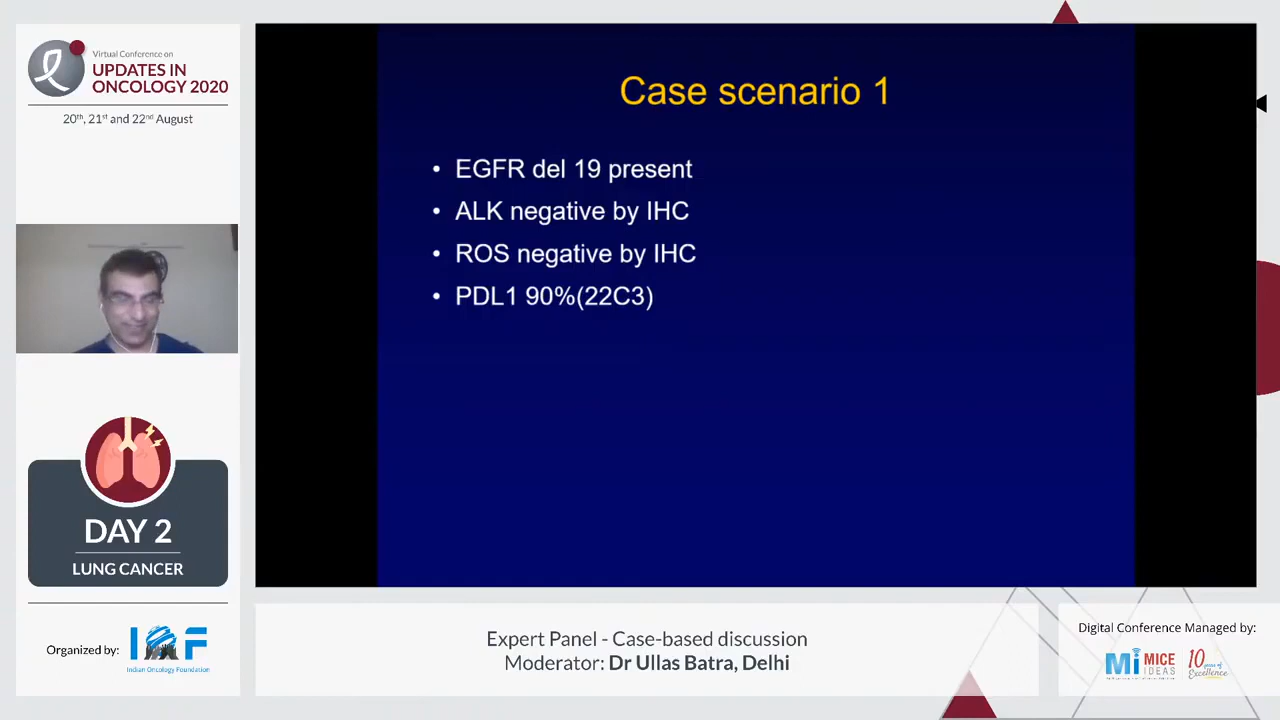 Virtual Conference on
UPDATES IN
ONCOLOGY 2020
20th, 21st and 22nd August
DAY 2
LUNG CANCER
Organized by:
IOF
Indian Oncology Foundation
Case scenario 1
• EGFR del 19 present
• ALK negative by IHC
• ROS negative by IHC
• PDL1 90%(22C3)
Expert Panel - Case-based discussion
Moderator: Dr Ullas Batra, Delhi
Digital Conference Managed by:
Mi MICE
IDEAS
10 years of
Excellence